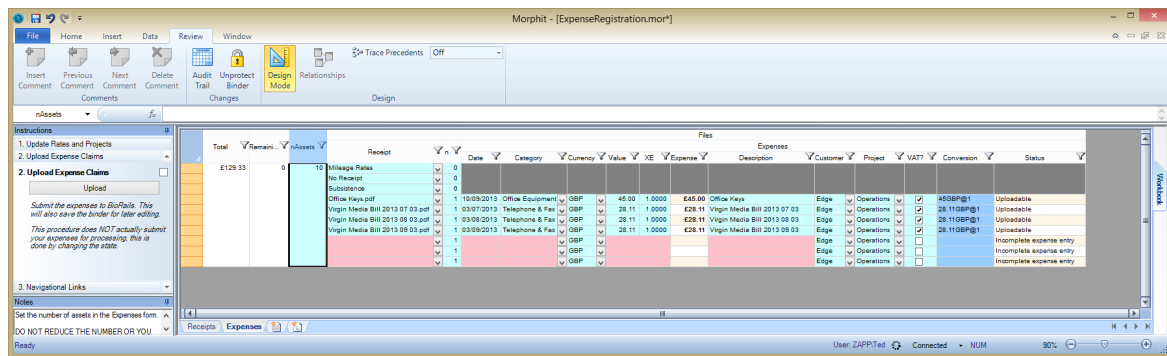 Morphit - [ExpenseRegistration.mor*]
File Home Insert Data Review Window
Insert Comment
Previous Comment
Next Comment
Delete Comment
Comments
Audit Trail
Unprotect Binder
Changes
Design Mode
Relationships
Trace Precedents Off
Design
nAssets fx
Instructions
1. Update Rates and Projects
2. Upload Expense Claims
2. Upload Expense Claims
Upload
Submit the expenses to BioRails. This
will also save the binder for later editing.
This procedure does NOT actually submit
your expenses for processing, this is
done by changing the state.
3. Navigational Links
Notes
Set the number of assets in the Expenses form.
DO NOT REDUCE THE NUMBER OR YOU
Files
Expenses
Total Remaini... nAssets Receipt n Date Category Currency Value XE Expense Description Customer Project VAT? Conversion Status
£129.33 0 10 Mileage Rates 0
No Receipt 0
Subsistence 0
Office Keys.pdf 1 10/09/2013 Office Equipment GBP 45.00 1.0000 £45.00 Office Keys Edge Operations 45GBP@1 Uploadable
Virgin Media Bill 2013 07 03.pdf 1 03/07/2013 Telephone & Fax GBP 28.11 1.0000 £28.11 Virgin Media Bill 2013 07 03 Edge Operations 28.11GBP@1 Uploadable
Virgin Media Bill 2013 08 03.pdf 1 03/08/2013 Telephone & Fax GBP 28.11 1.0000 £28.11 Virgin Media Bill 2013 08 03 Edge Operations 28.11GBP@1 Uploadable
Virgin Media Bill 2013 09 03.pdf 1 03/09/2013 Telephone & Fax GBP 28.11 1.0000 £28.11 Virgin Media Bill 2013 09 03 Edge Operations 28.11GBP@1 Uploadable
1 GBP Edge Operations Incomplete expense entry
1 GBP Edge Operations Incomplete expense entry
1 GBP Edge Operations Incomplete expense entry
Workbook
Receipts Expenses
Ready User: ZAPP\Ted Connected NUM 90%